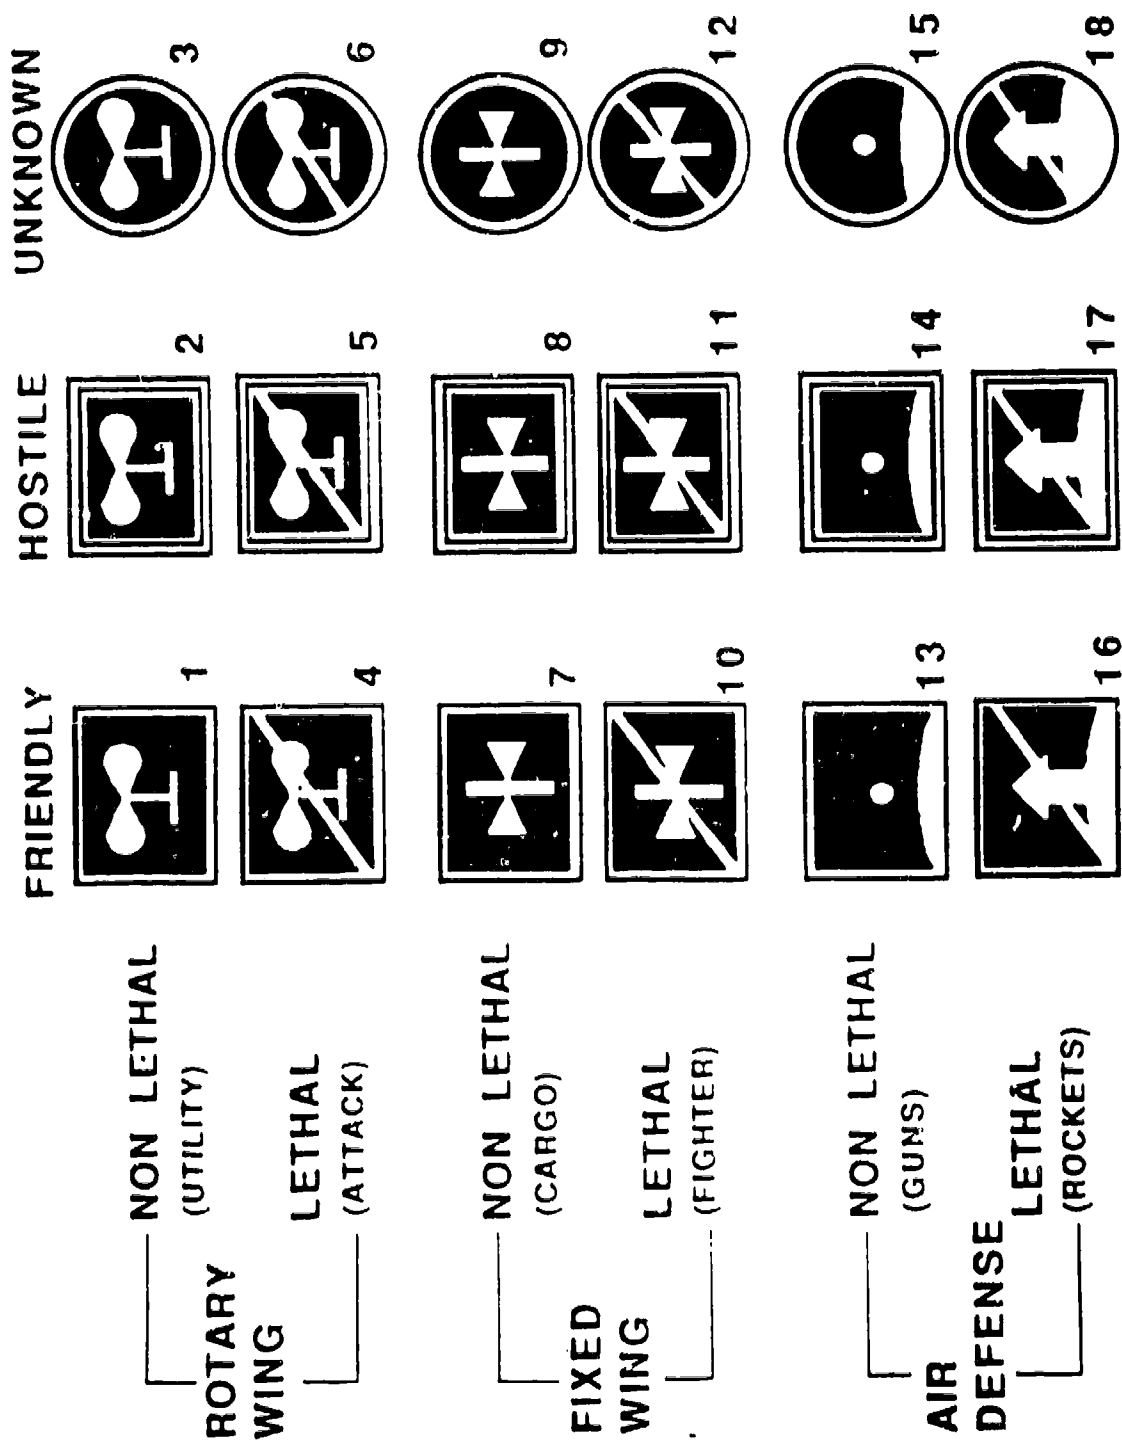 FRIENDLY HOSTILE UNKNOWN
NON LETHAL
(UTILITY)
1 2 3
ROTARY
WING
LETHAL
(ATTACK)
4 5 6
NON LETHAL
(CARGO)
7 8 9
FIXED
WING
LETHAL
(FIGHTER)
10 11 12
NON LETHAL
(GUNS)
13 14 15
AIR
DEFENSE
LETHAL
(ROCKETS)
16 17 18